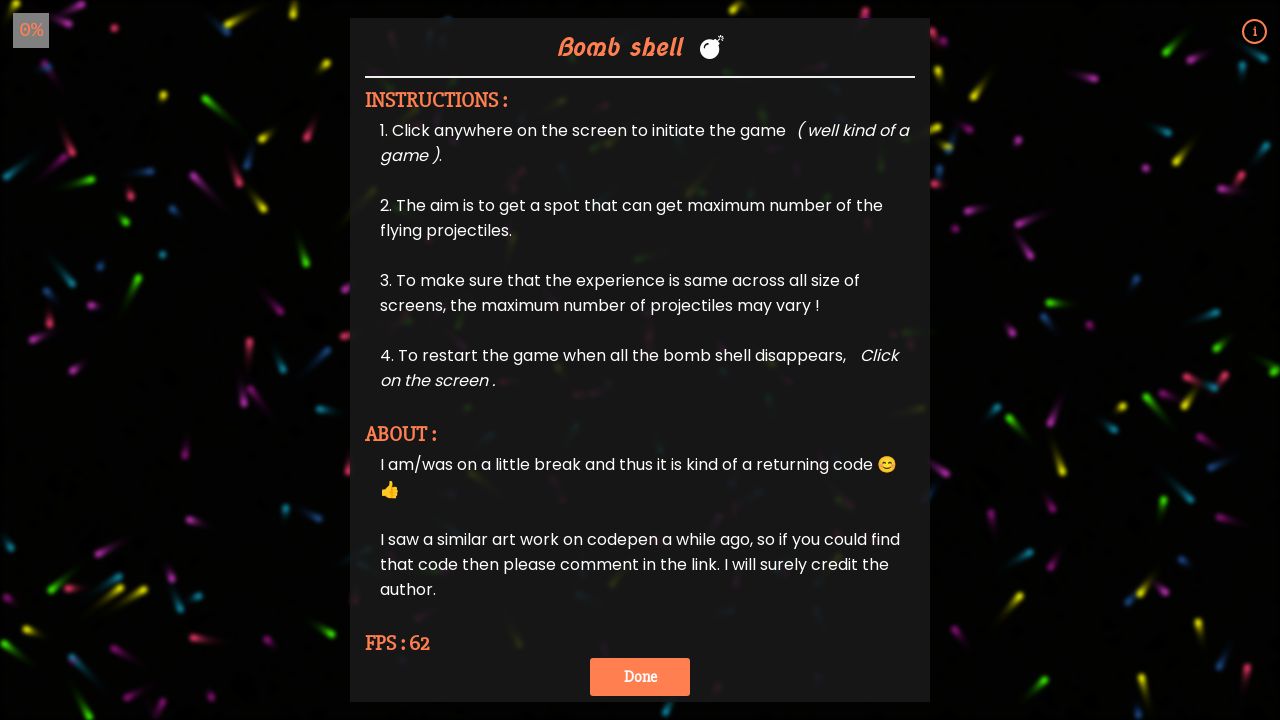 0%
i
Bomb shell 💣
INSTRUCTIONS :
1. Click anywhere on the screen to initiate the game ( well kind of a
game ).
2. The aim is to get a spot that can get maximum number of the
flying projectiles.
3. To make sure that the experience is same across all size of
screens, the maximum number of projectiles may vary !
4. To restart the game when all the bomb shell disappears, Click
on the screen .
ABOUT :
I am/was on a little break and thus it is kind of a returning code 😊
👍
I saw a similar art work on codepen a while ago, so if you could find
that code then please comment in the link. I will surely credit the
author.
FPS : 62
Done